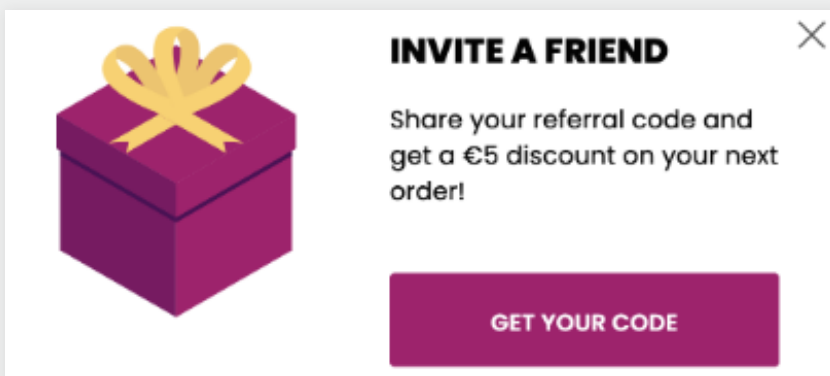 INVITE A FRIEND
Share your referral code and
get a €5 discount on your next
order!
GET YOUR CODE